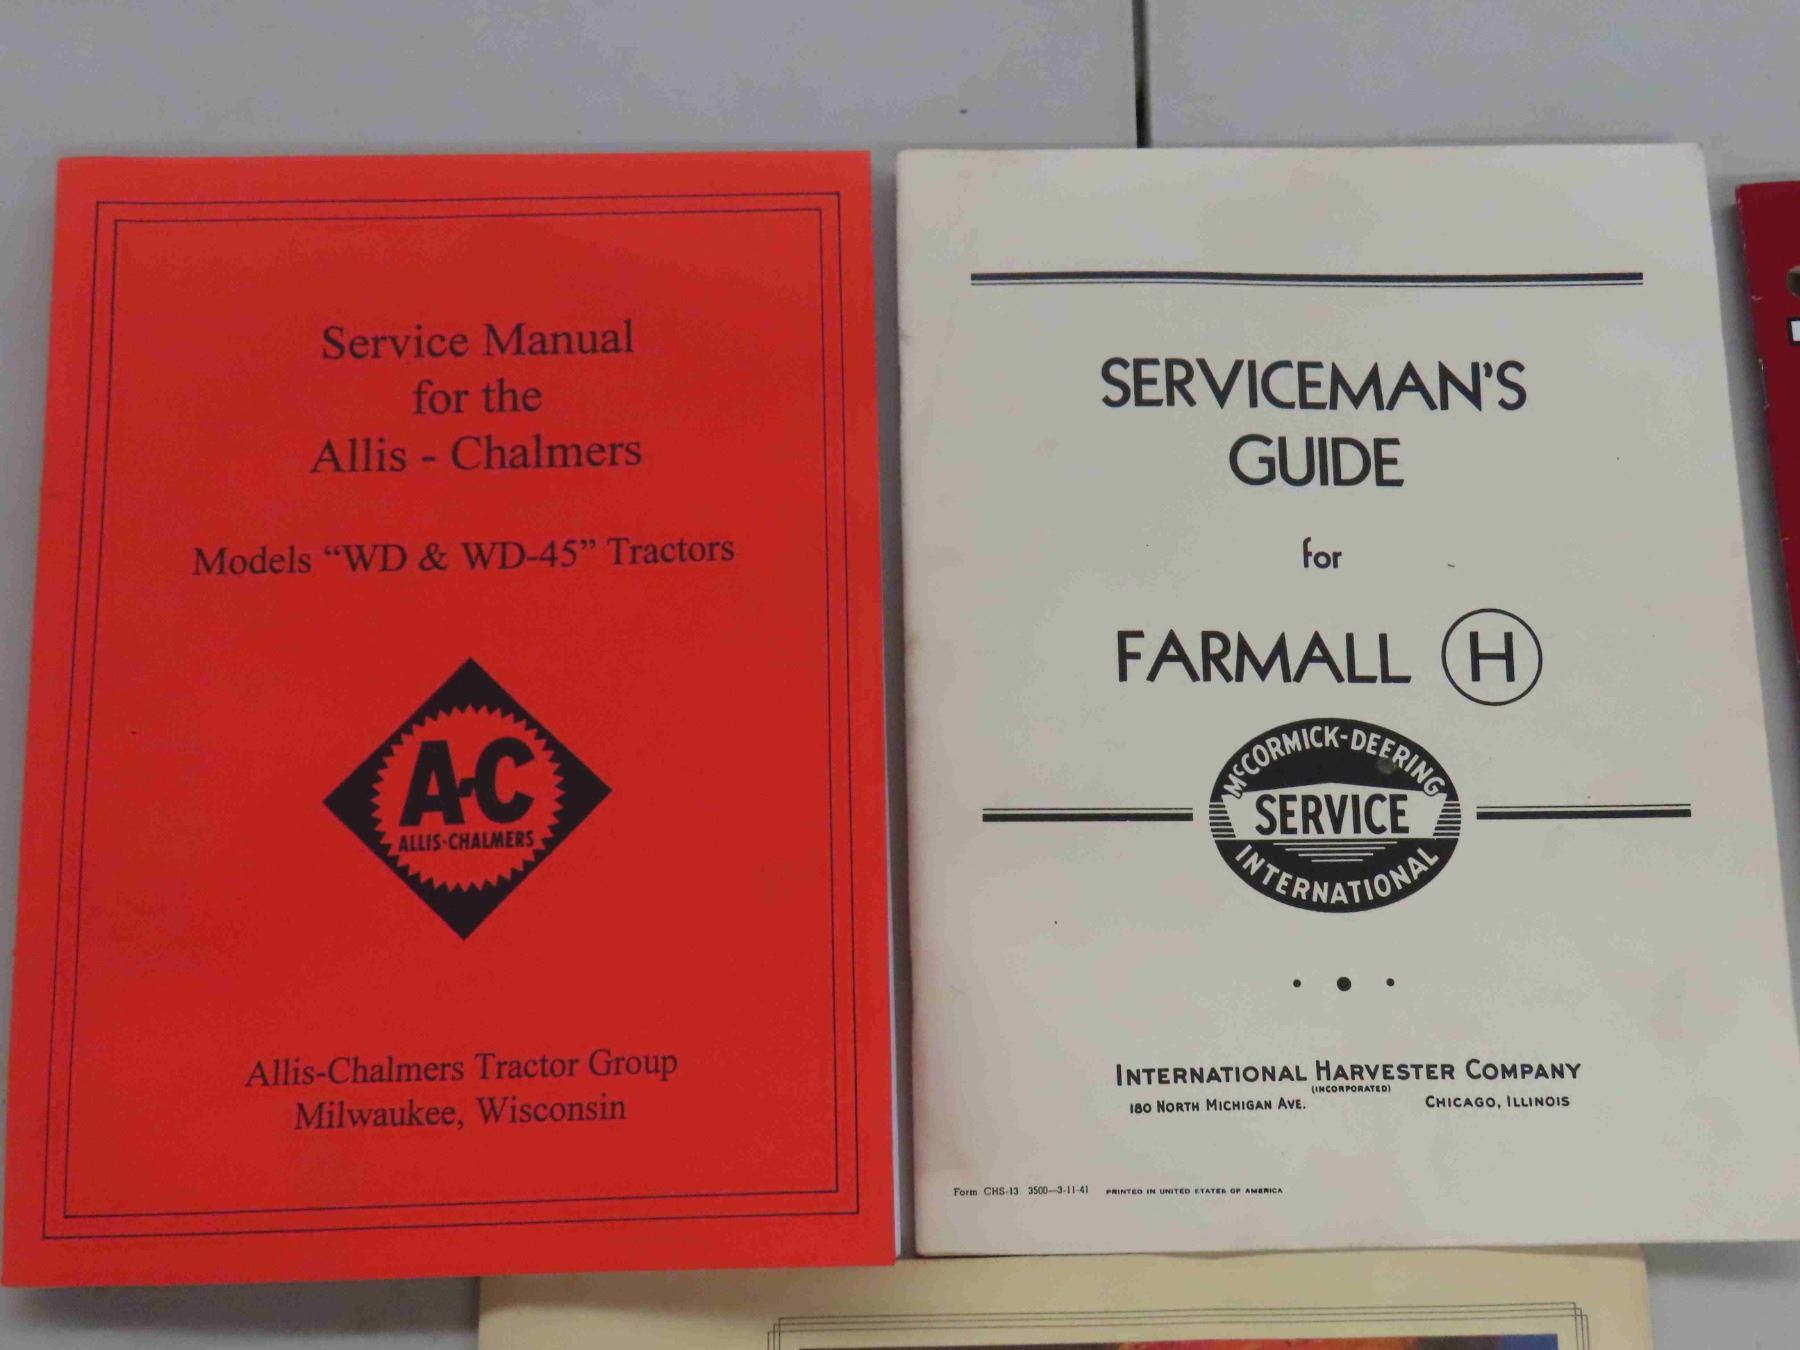 Service Manual
for the
Allis - Chalmers
Models “WD & WD-45” Tractors
A-C
ALLIS-CHALMERS
Allis-Chalmers Tractor Group
Milwaukee, Wisconsin
SERVICEMAN'S
GUIDE
for
FARMALL H
McCORMICK-DEERING
SERVICE
INTERNATIONAL
INTERNATIONAL HARVESTER COMPANY
(INCORPORATED)
180 NORTH MICHIGAN AVE. CHICAGO, ILLINOIS
Form CHS-13 3500—3-11-41 PRINTED IN UNITED STATES OF AMERICA